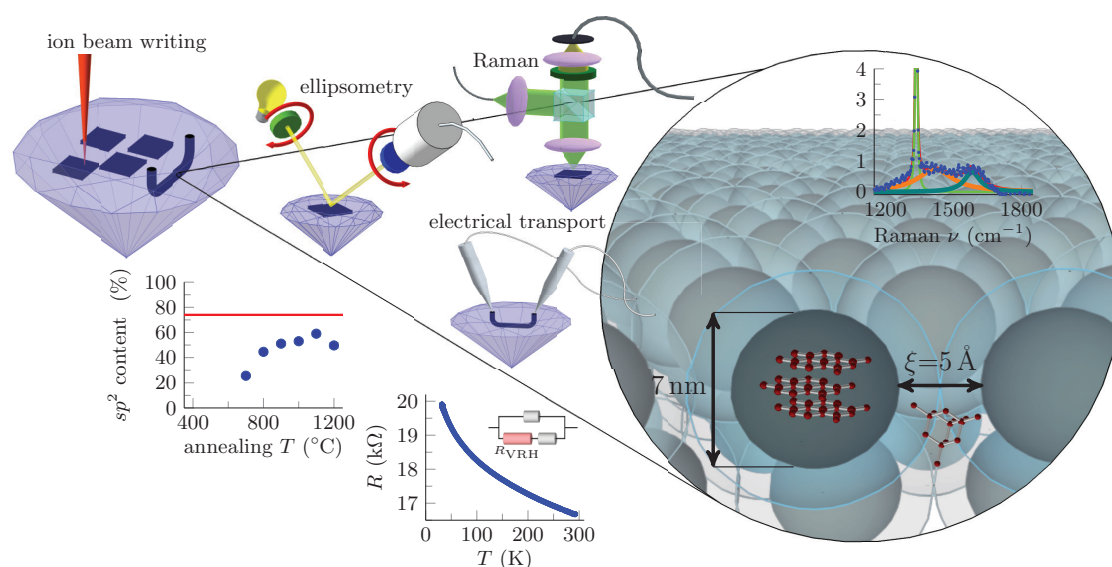 ion beam writing
ellipsometry
Raman
electrical transport
4
3
2
1
0
1200 1500 1800
Raman ν (cm⁻¹)
7 nm
ξ=5 Å
100
80
60
40
20
0
sp² content (%)
400 800 1200
annealing T (°C)
20
19
18
17
R (kΩ)
R_VRH
0 100 200 300
T (K)